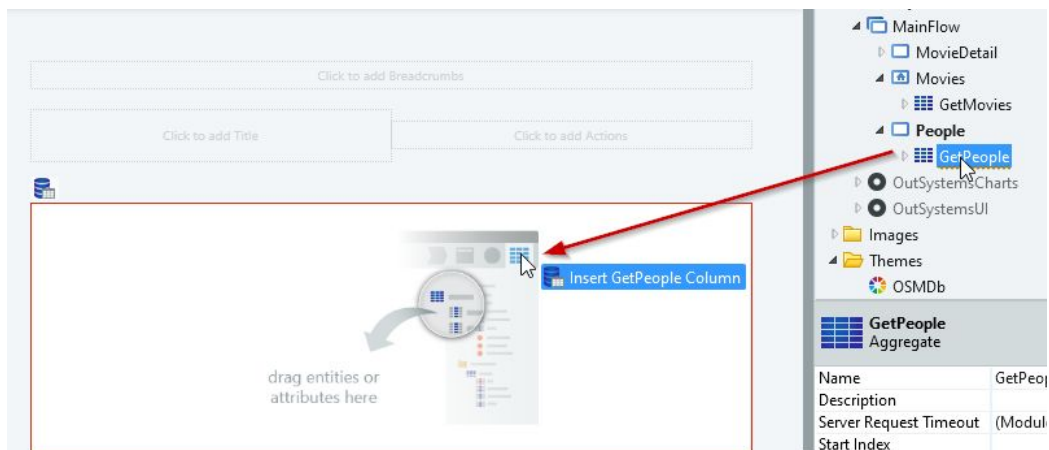 MainFlow
MovieDetail
Click to add Breadcrumbs
Movies
GetMovies
Click to add Title
Click to add Actions
People
GetPeople
OutSystemsCharts
OutSystemsUI
Images
Insert GetPeople Column
Themes
OSMDb
drag entities or
attributes here
GetPeople
Aggregate
Name GetPeop
Description
Server Request Timeout (Modul
Start Index